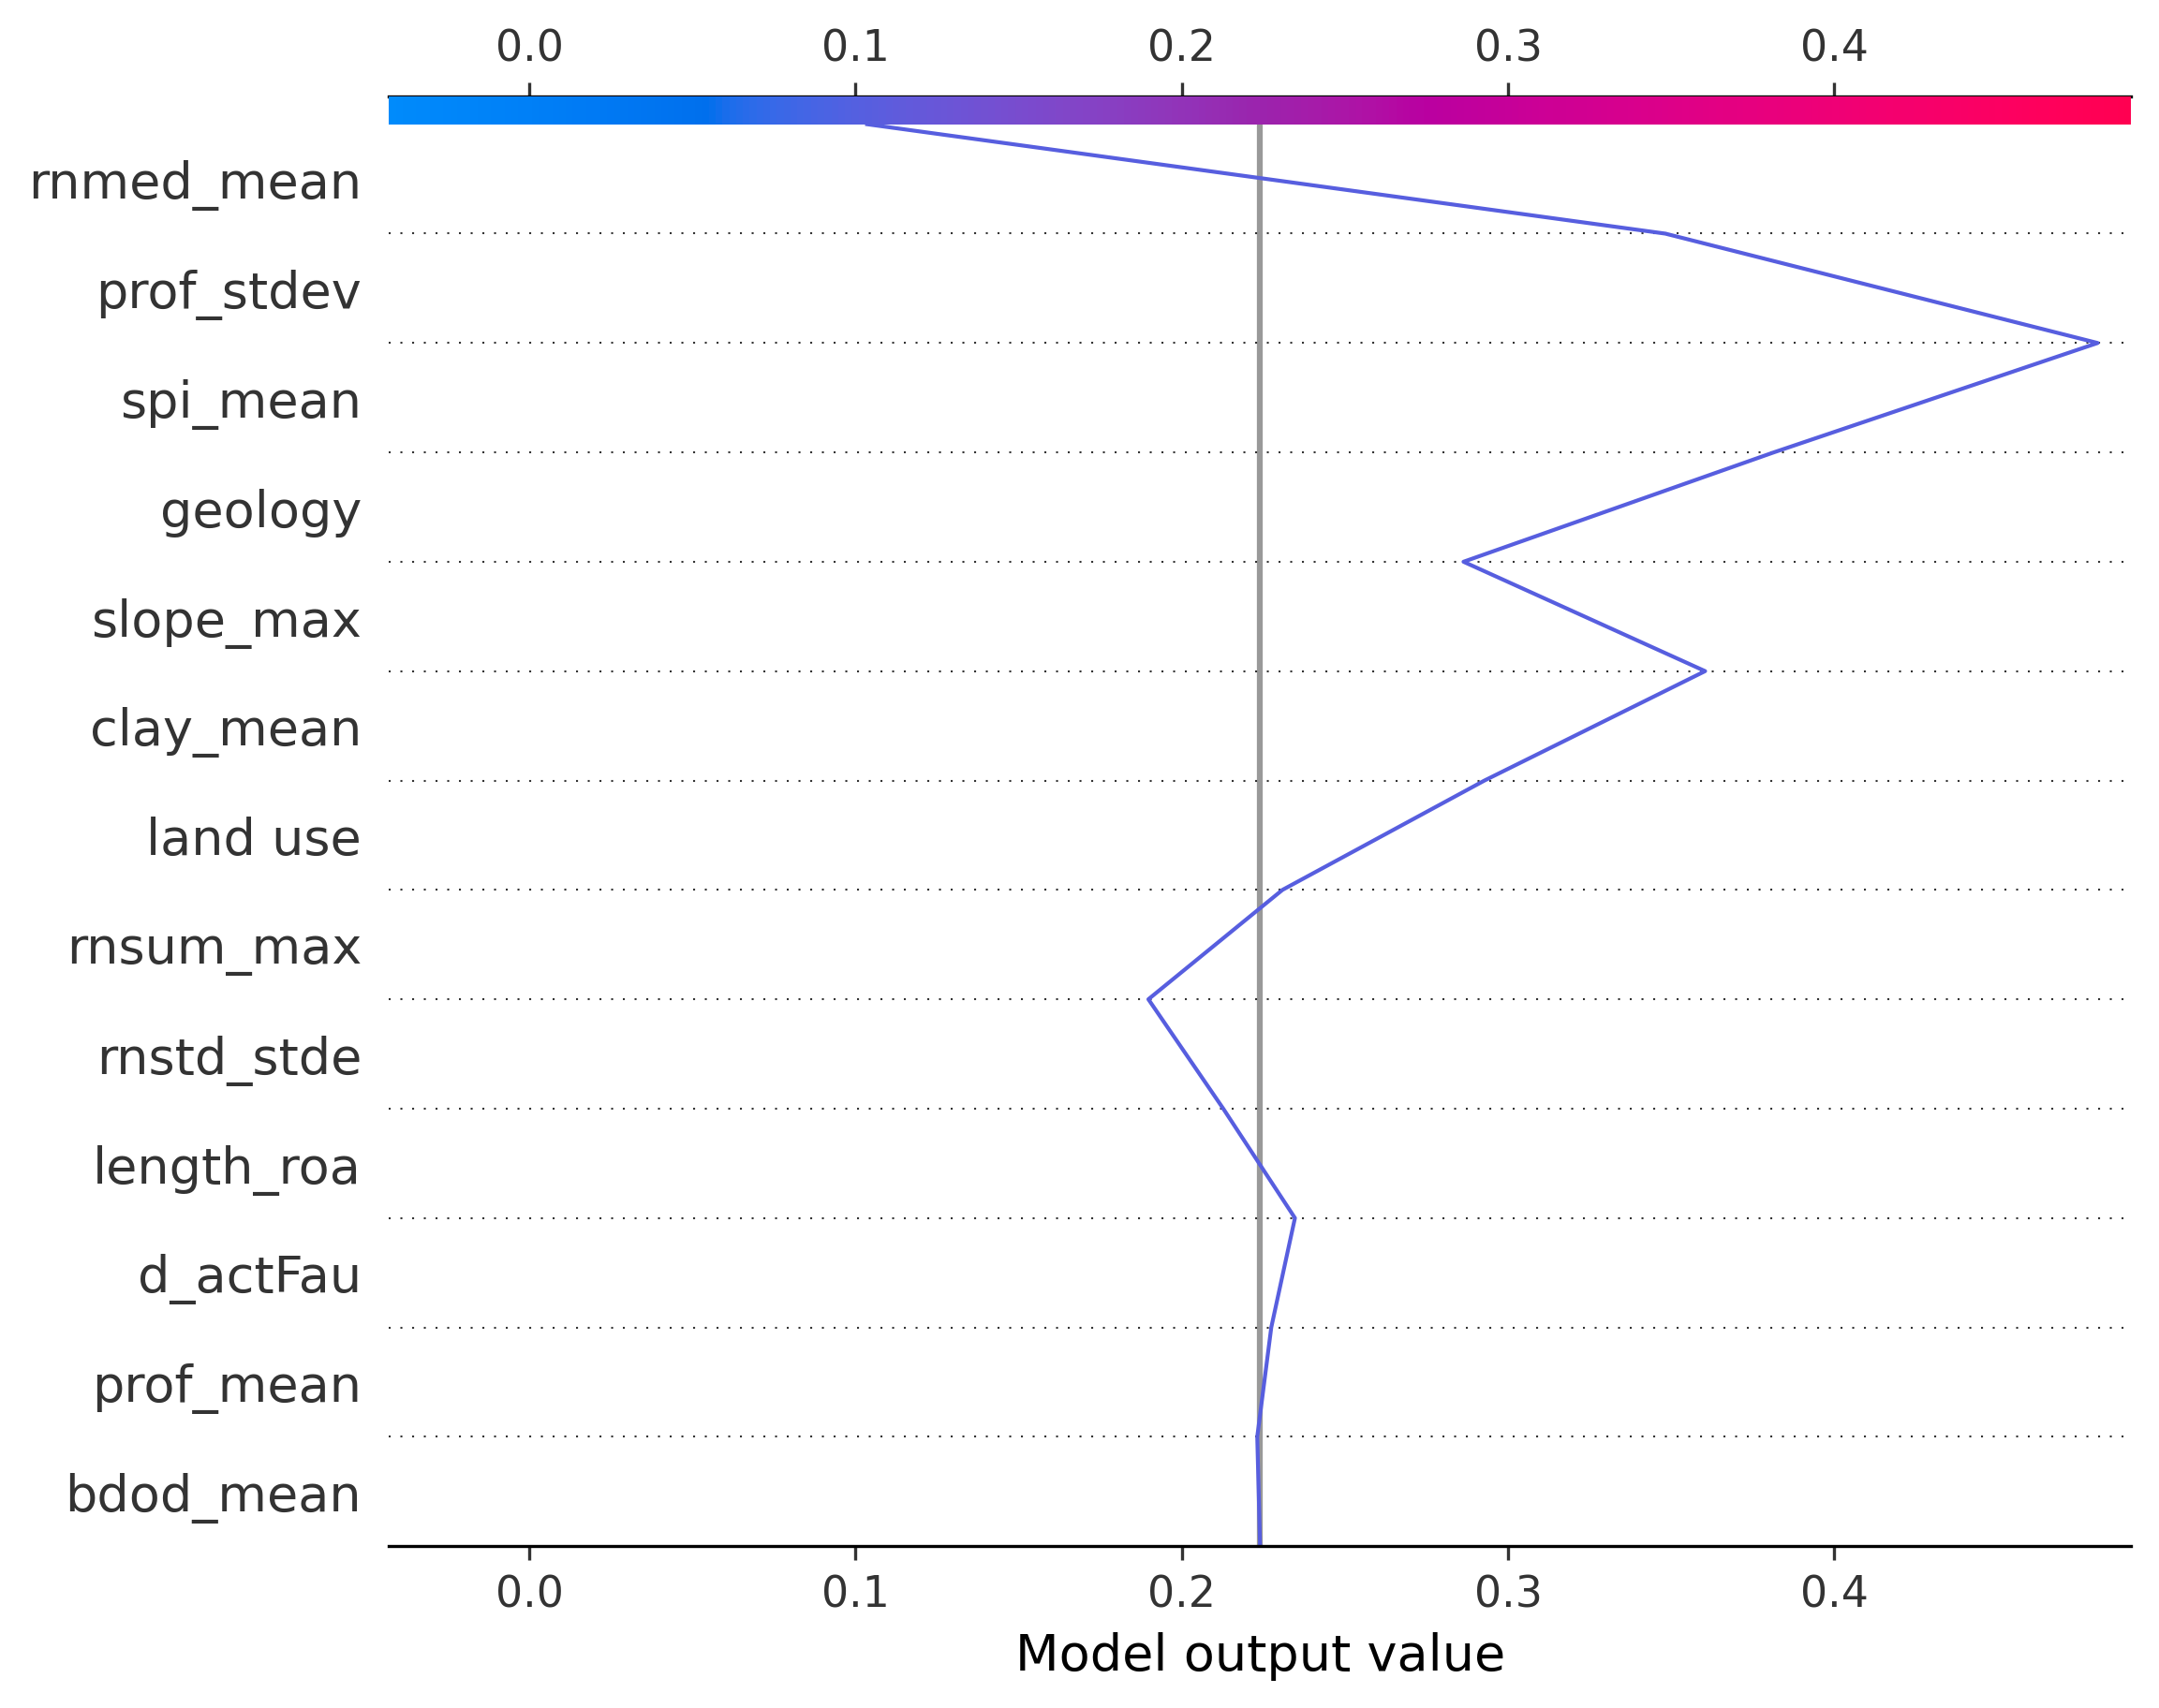 0.0 0.1 0.2 0.3 0.4
rnmed_mean
prof_stdev
spi_mean
geology
slope_max
clay_mean
land use
rnsum_max
rnstd_stde
length_roa
d_actFau
prof_mean
bdod_mean
0.0 0.1 0.2 0.3 0.4
Model output value